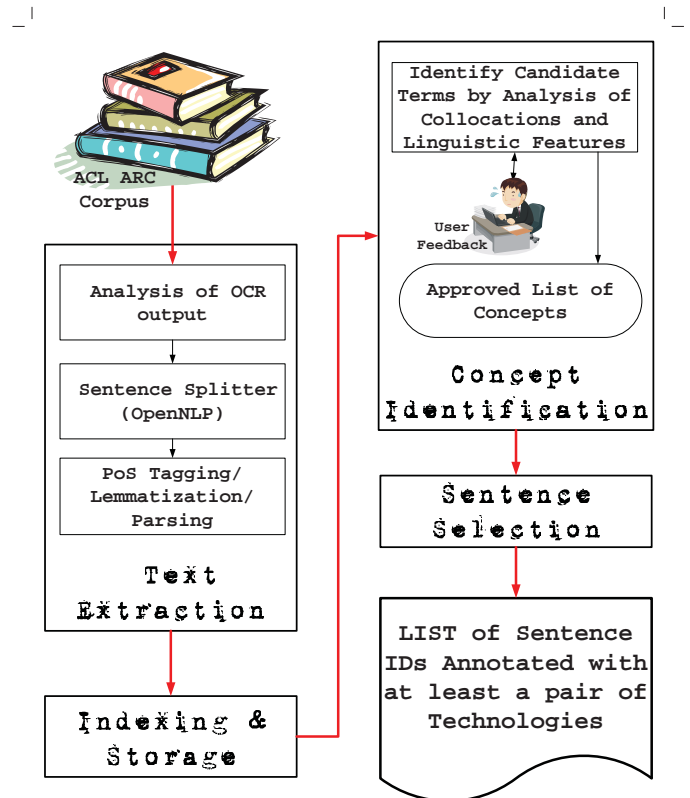 ACL ARC
Corpus
Analysis of OCR
output
Sentence Splitter
(OpenNLP)
PoS Tagging/
Lemmatization/
Parsing
Text
Extraction
Indexing &
Storage
Identify Candidate
Terms by Analysis of
Collocations and
Linguistic Features
User
Feedback
Approved List of
Concepts
Concept
Identification
Sentence
Selection
LIST of Sentence
IDs Annotated with
at least a pair of
Technologies